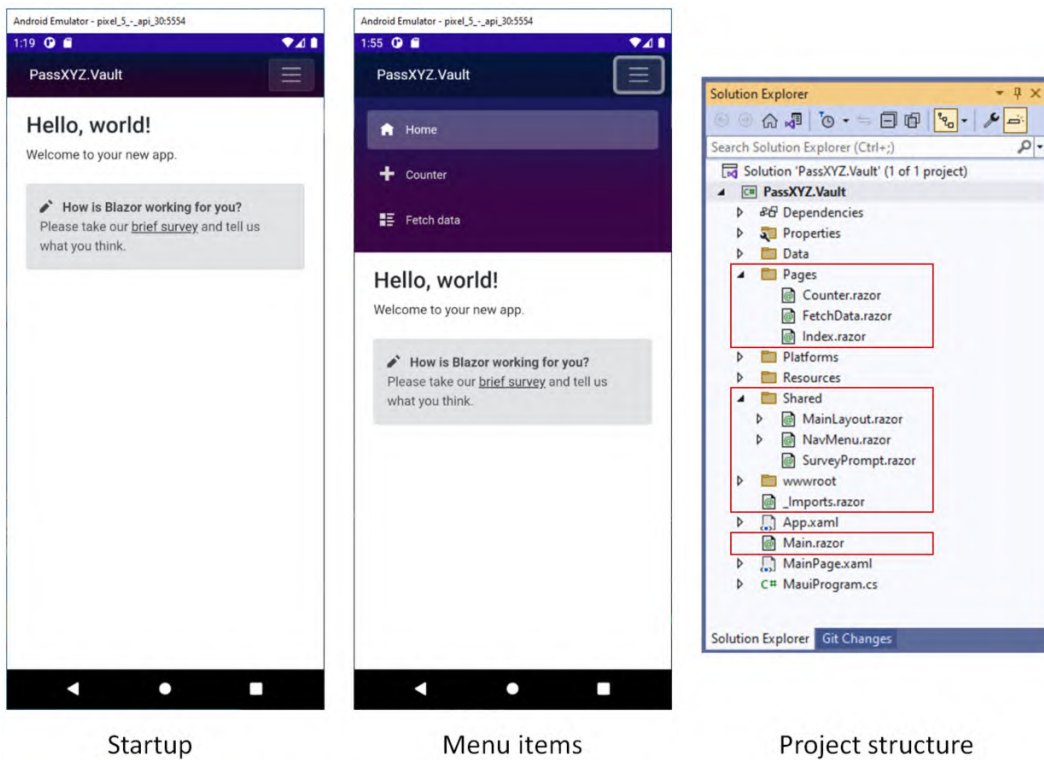 Android Emulator - pixel_5_-_api_30:5554
1:19
PassXYZ.Vault
Hello, world!
Welcome to your new app.
How is Blazor working for you?
Please take our brief survey and tell us
what you think.
Startup
Android Emulator - pixel_5_-_api_30:5554
1:55
PassXYZ.Vault
Home
Counter
Fetch data
Hello, world!
Welcome to your new app.
How is Blazor working for you?
Please take our brief survey and tell us
what you think.
Menu items
Solution Explorer
Search Solution Explorer (Ctrl+;)
Solution 'PassXYZ.Vault' (1 of 1 project)
C# PassXYZ.Vault
Dependencies
Properties
Data
Pages
Counter.razor
FetchData.razor
Index.razor
Platforms
Resources
Shared
MainLayout.razor
NavMenu.razor
SurveyPrompt.razor
wwwroot
_Imports.razor
App.xaml
Main.razor
MainPage.xaml
C# MauiProgram.cs
Solution Explorer Git Changes
Project structure